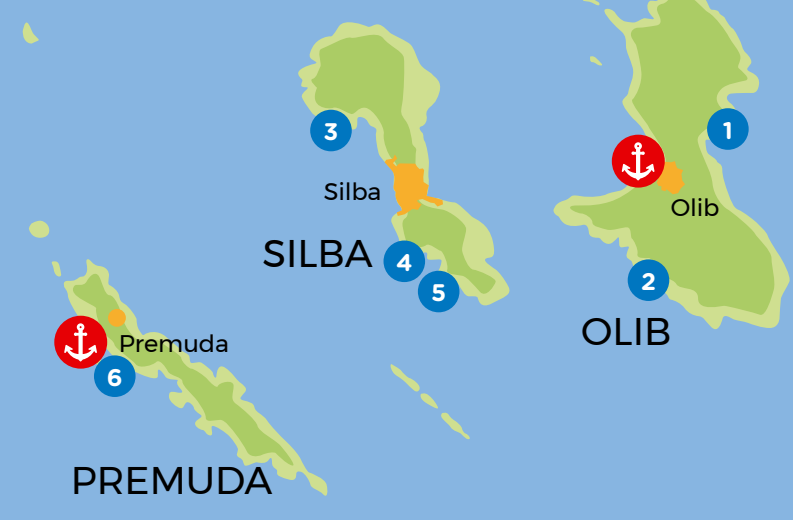 3
1
Silba
Olib
SILBA
4
5
2
OLIB
Premuda
6
PREMUDA